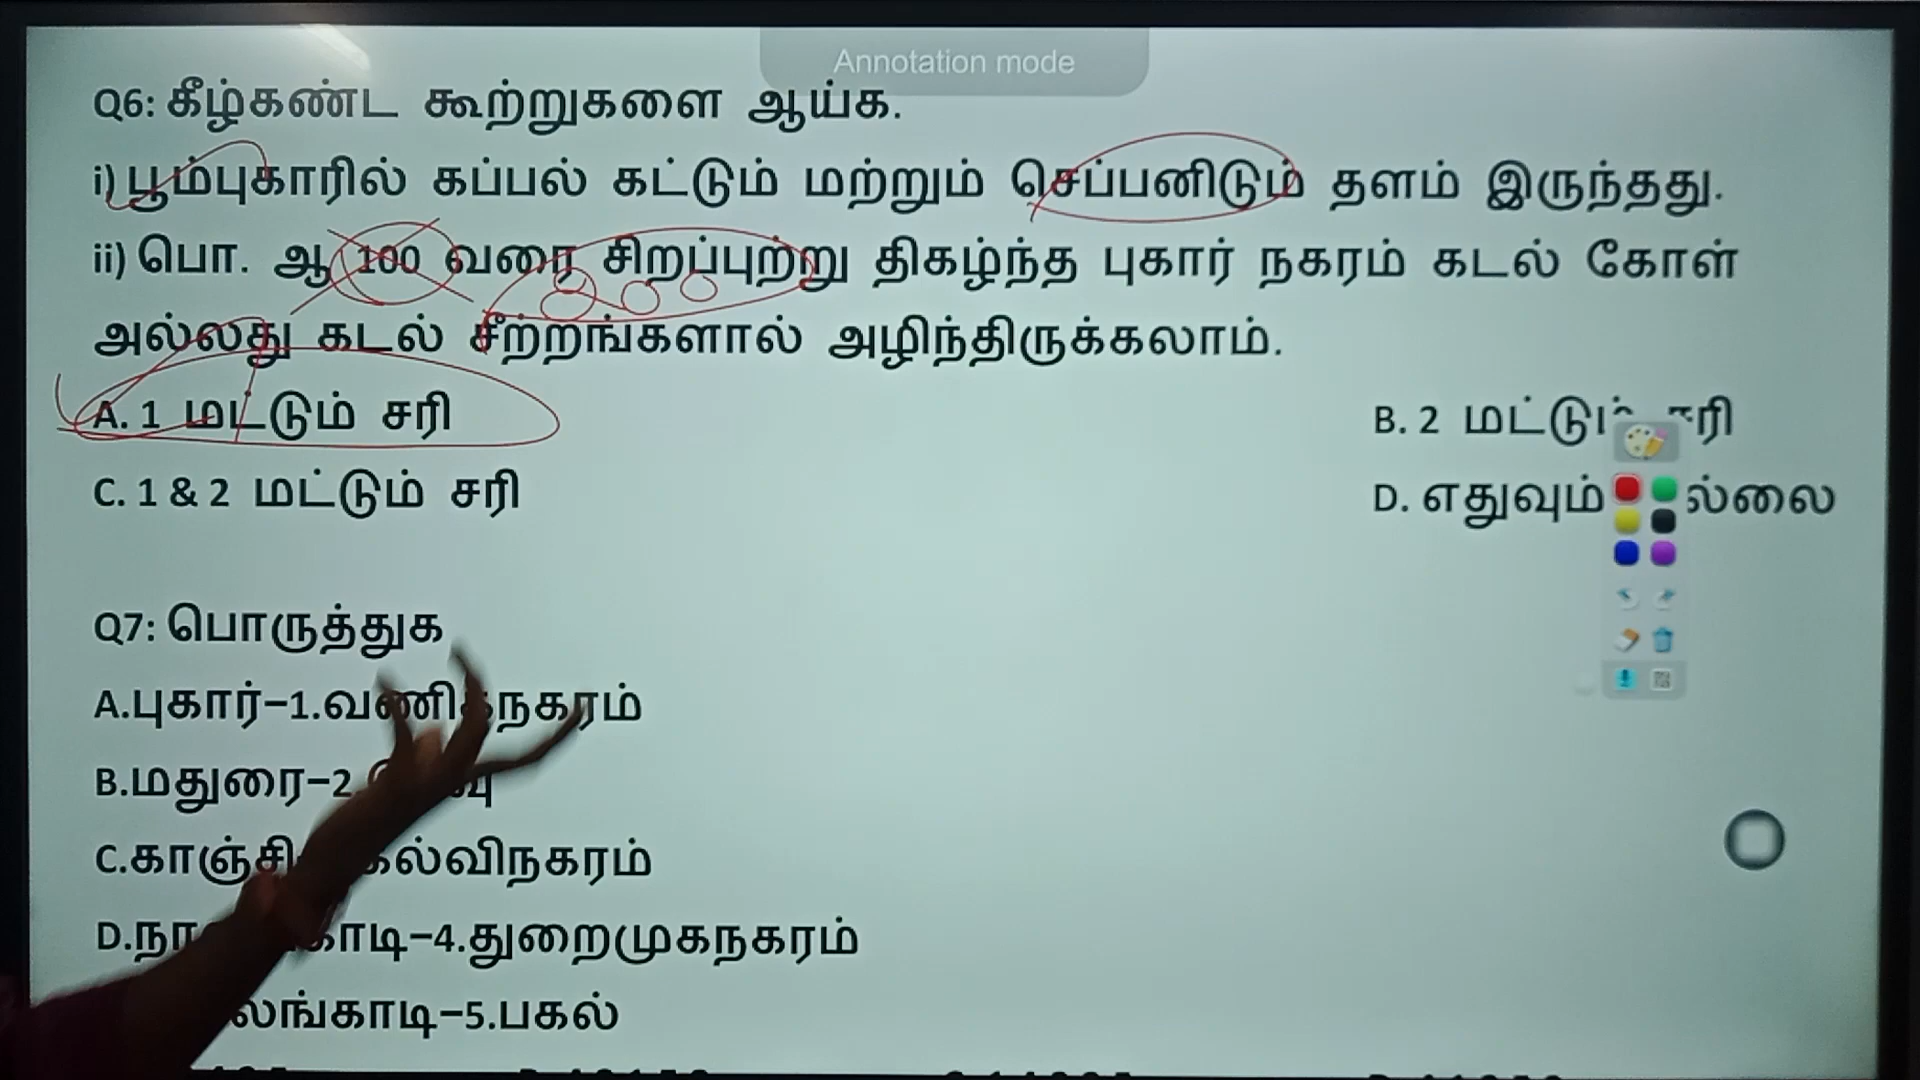 Annotation mode
Q6: கீழ்கண்ட கூற்றுகளை ஆய்க.
i) பூம்புகாரில் கப்பல் கட்டும் மற்றும் செப்பனிடும் தளம் இருந்தது.
ii) பொ. ஆ 100 வரை சிறப்புற்று திகழ்ந்த புகார் நகரம் கடல் கோள்
அல்லது கடல் சீற்றங்களால் அழிந்திருக்கலாம்.
A. 1 மட்டும் சரி B. 2 மட்டும் சரி
C. 1 & 2 மட்டும் சரி D. எதுவும்
Q7: பொருத்துக
A.புகார்-1.வணிகநகரம்
B.மதுரை-2.
C.காஞ்சி கல்விநகரம்
D. -4.துறைமுகநகரம்
-5.பகல்